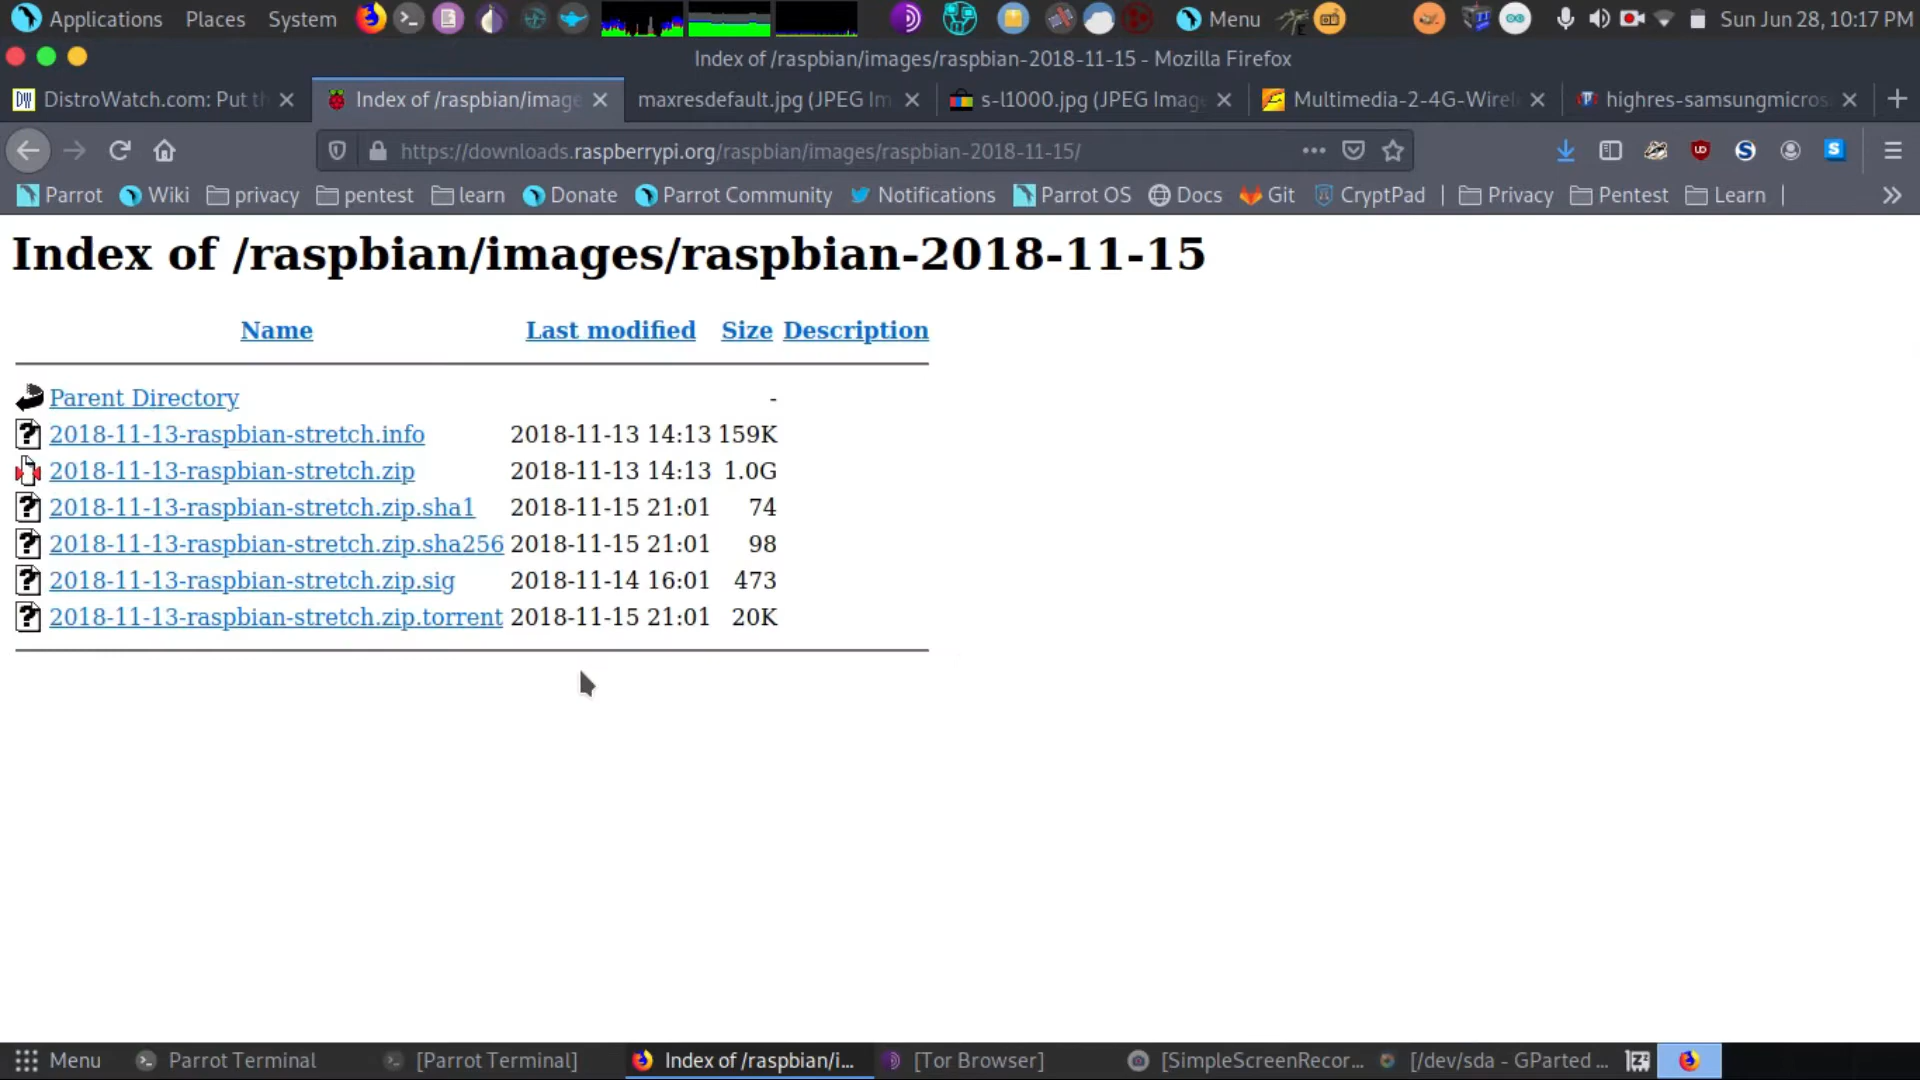 Applications Places System Menu Sun Jun 28, 10:17 PM
Index of /raspbian/images/raspbian-2018-11-15 - Mozilla Firefox
DW DistroWatch.com: Put th Index of /raspbian/image maxresdefault.jpg (JPEG Im s-l1000.jpg (JPEG Image Multimedia-2-4G-Wirel highres-samsungmicros
https://downloads.raspberrypi.org/raspbian/images/raspbian-2018-11-15/
Parrot Wiki privacy pentest learn Donate Parrot Community Notifications Parrot OS Docs Git CryptPad | Privacy Pentest Learn |
Index of /raspbian/images/raspbian-2018-11-15
Name Last modified Size Description
Parent Directory -
2018-11-13-raspbian-stretch.info 2018-11-13 14:13 159K
2018-11-13-raspbian-stretch.zip 2018-11-13 14:13 1.0G
2018-11-13-raspbian-stretch.zip.sha1 2018-11-15 21:01 74
2018-11-13-raspbian-stretch.zip.sha256 2018-11-15 21:01 98
2018-11-13-raspbian-stretch.zip.sig 2018-11-14 16:01 473
2018-11-13-raspbian-stretch.zip.torrent 2018-11-15 21:01 20K
Menu Parrot Terminal [Parrot Terminal] Index of /raspbian/i... [Tor Browser] [SimpleScreenRecor... [/dev/sda - GParted ...